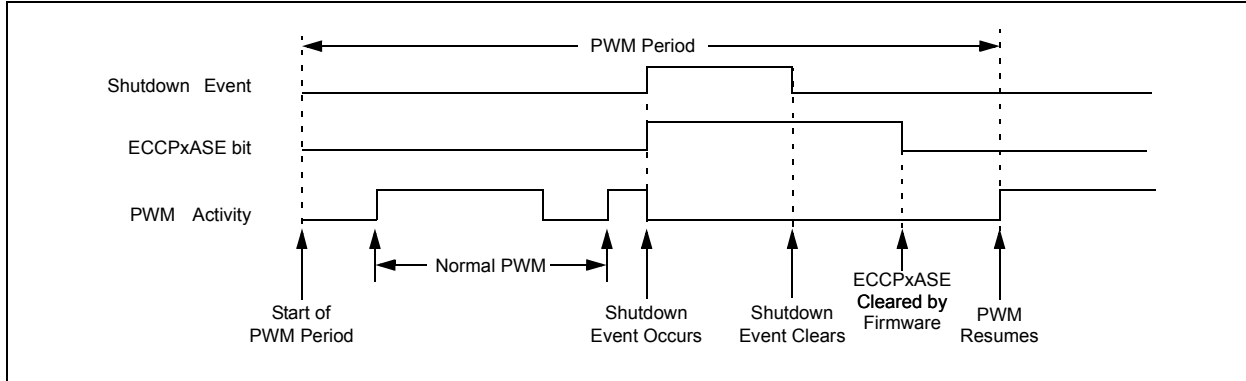 PWM Period
Shutdown Event
ECCPxASE bit
PWM Activity
Normal PWM
Start of
PWM Period
Shutdown
Event Occurs
Shutdown
Event Clears
ECCPxASE
Cleared by
Firmware
PWM
Resumes